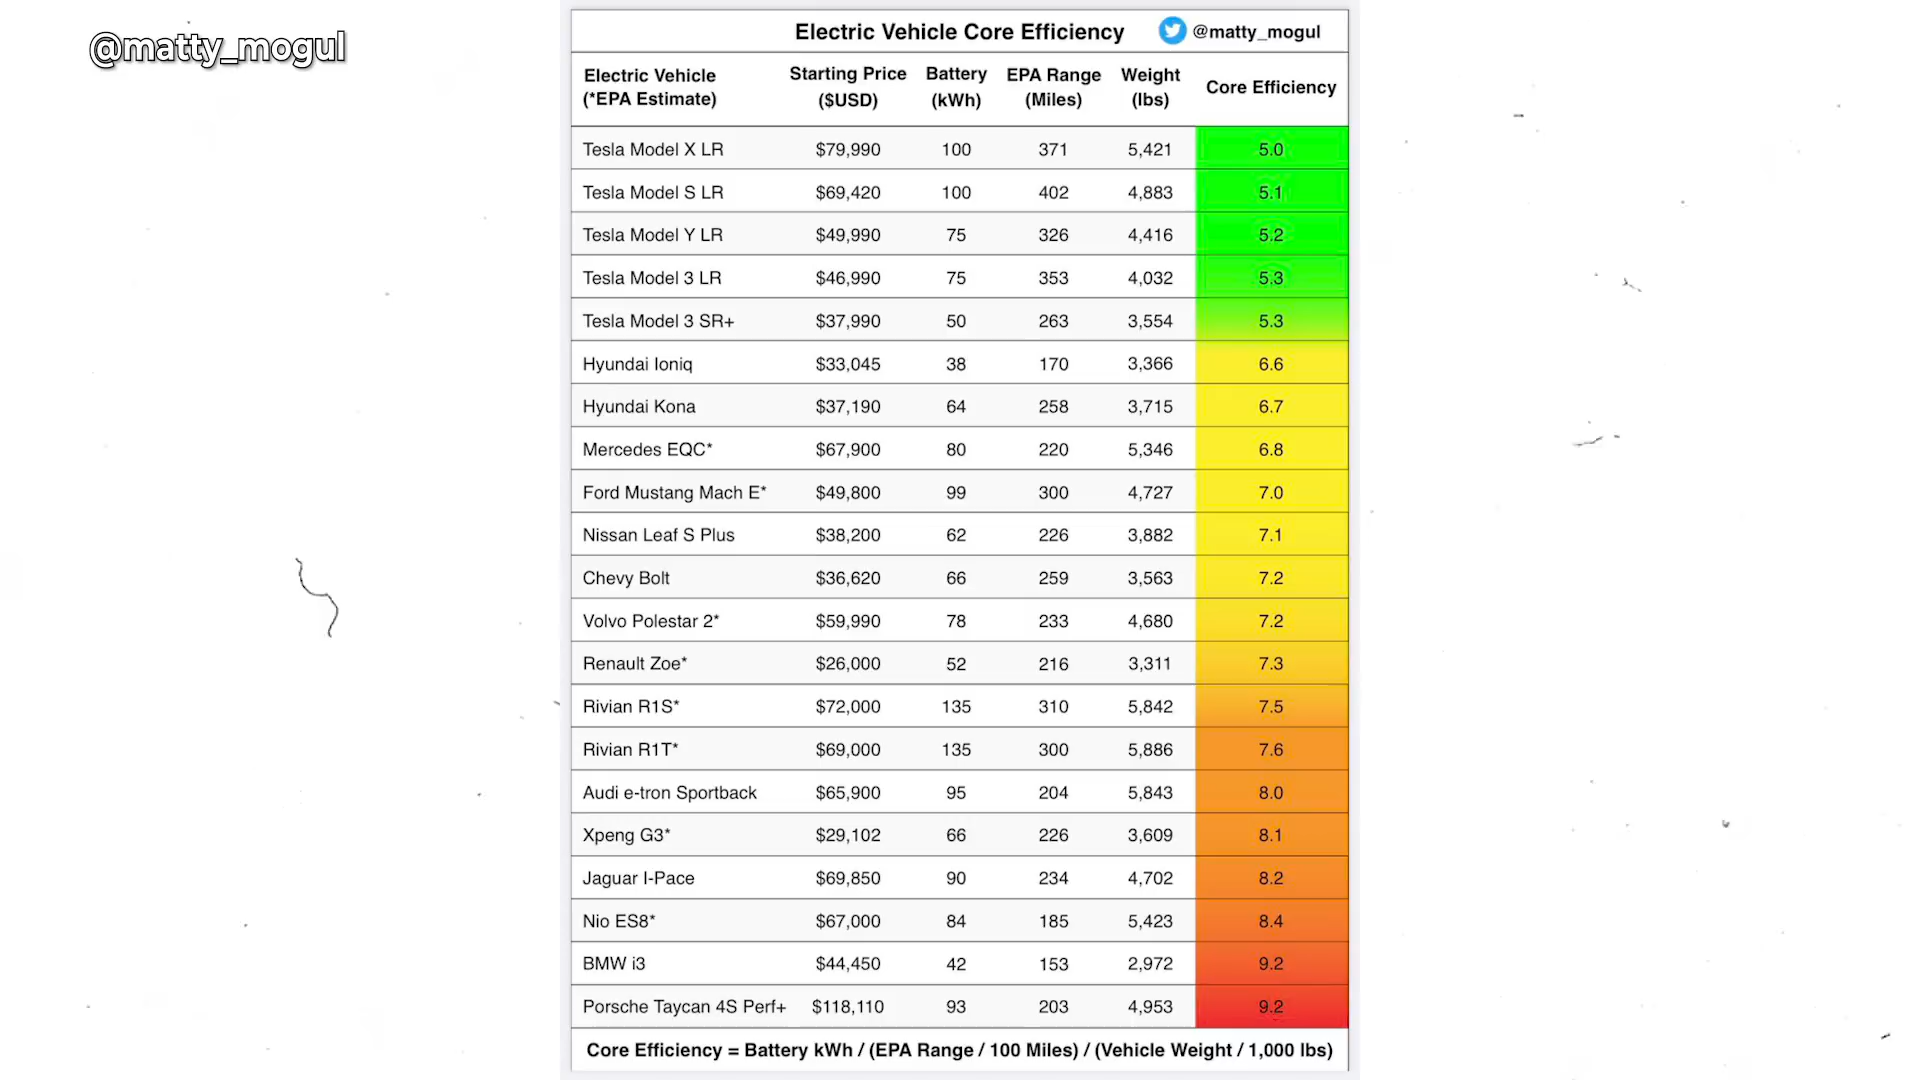 @matty_mogul
Electric Vehicle Core Efficiency @matty_mogul
Electric Vehicle (*EPA Estimate) Starting Price ($USD) Battery (kWh) EPA Range (Miles) Weight (lbs) Core Efficiency
Tesla Model X LR $79,990 100 371 5,421 5.0
Tesla Model S LR $69,420 100 402 4,883 5.1
Tesla Model Y LR $49,990 75 326 4,416 5.2
Tesla Model 3 LR $46,990 75 353 4,032 5.3
Tesla Model 3 SR+ $37,990 50 263 3,554 5.3
Hyundai Ioniq $33,045 38 170 3,366 6.6
Hyundai Kona $37,190 64 258 3,715 6.7
Mercedes EQC* $67,900 80 220 5,346 6.8
Ford Mustang Mach E* $49,800 99 300 4,727 7.0
Nissan Leaf S Plus $38,200 62 226 3,882 7.1
Chevy Bolt $36,620 66 259 3,563 7.2
Volvo Polestar 2* $59,990 78 233 4,680 7.2
Renault Zoe* $26,000 52 216 3,311 7.3
Rivian R1S* $72,000 135 310 5,842 7.5
Rivian R1T* $69,000 135 300 5,886 7.6
Audi e-tron Sportback $65,900 95 204 5,843 8.0
Xpeng G3* $29,102 66 226 3,609 8.1
Jaguar I-Pace $69,850 90 234 4,702 8.2
Nio ES8* $67,000 84 185 5,423 8.4
BMW i3 $44,450 42 153 2,972 9.2
Porsche Taycan 4S Perf+ $118,110 93 203 4,953 9.2
Core Efficiency = Battery kWh / (EPA Range / 100 Miles) / (Vehicle Weight / 1,000 lbs)